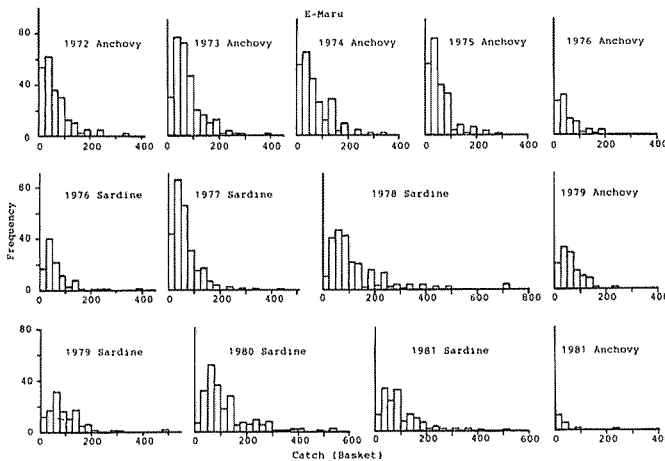 E-Maru
1972 Anchovy
1973 Anchovy
1974 Anchovy
1975 Anchovy
1976 Anchovy
80
40
0
0 200 400
0 200 400
0 200 400
0 200 400
0 200 400
1976 Sardine
1977 Sardine
1978 Sardine
1979 Anchovy
Frequency
80
40
0
0 200 400
0 200 400
0 200 400 600 800
0 200 400
1979 Sardine
1980 Sardine
1981 Sardine
1981 Anchovy
80
40
0
0 200 400
0 200 400 600
0 200 400 600
0 200 400
Catch (Basket)